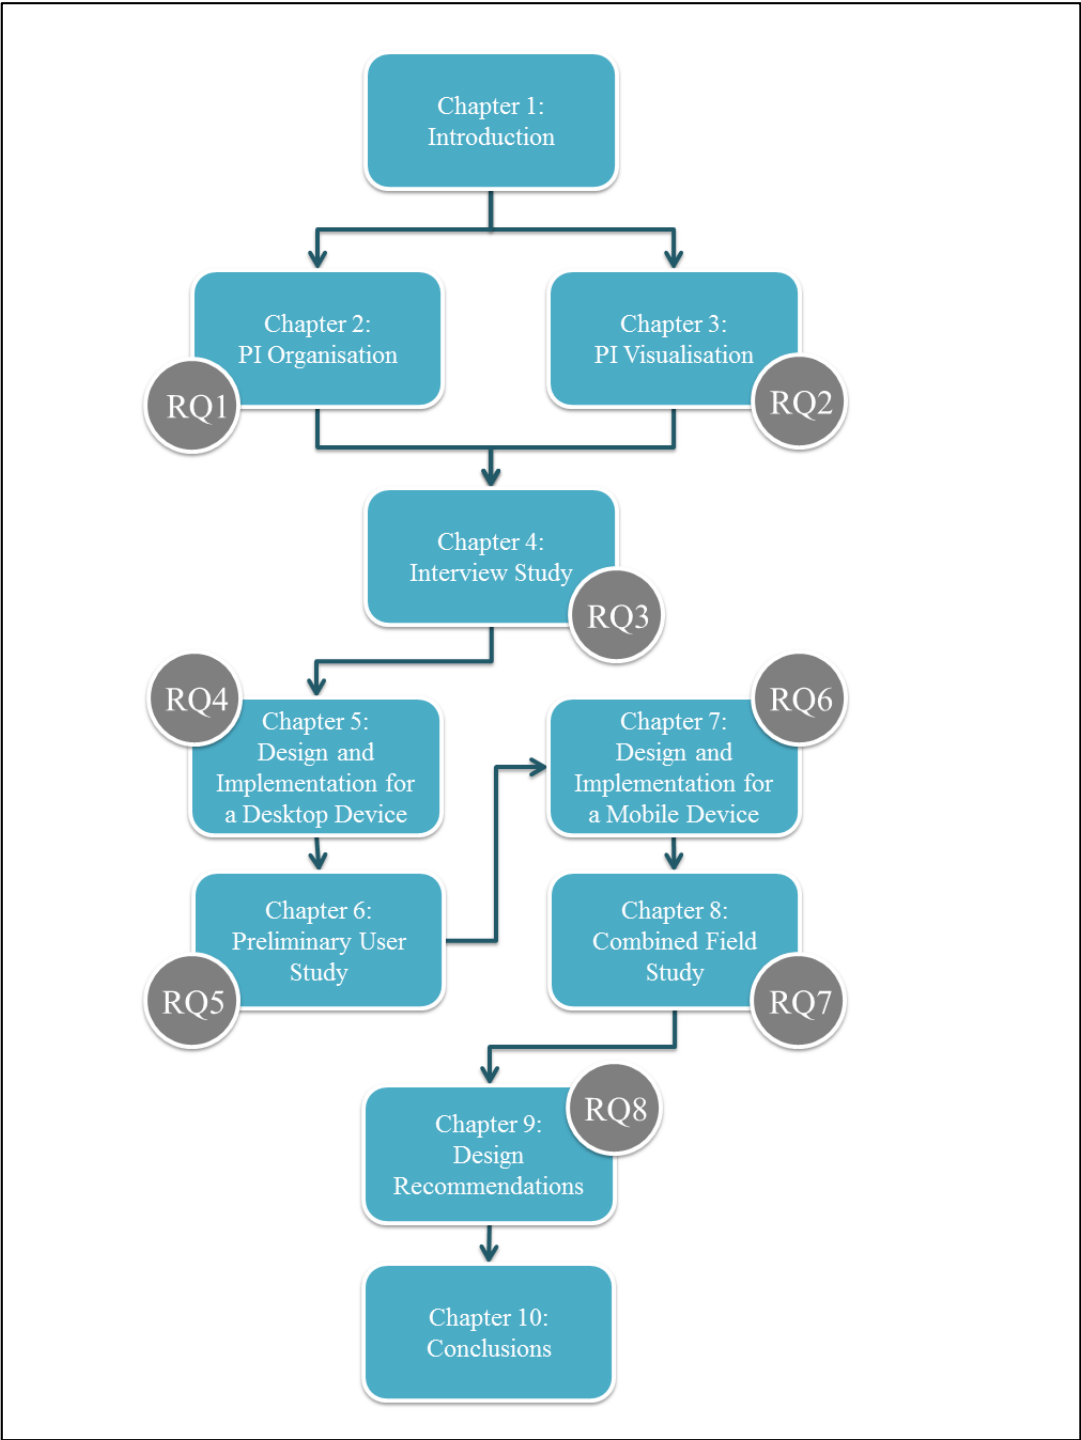 Chapter 1:
Introduction
Chapter 2:
PI Organisation
RQ1
Chapter 3:
PI Visualisation
RQ2
Chapter 4:
Interview Study
RQ3
RQ4
Chapter 5:
Design and
Implementation for
a Desktop Device
RQ6
Chapter 7:
Design and
Implementation for
a Mobile Device
Chapter 6:
Preliminary User
Study
RQ5
Chapter 8:
Combined Field
Study
RQ7
RQ8
Chapter 9:
Design
Recommendations
Chapter 10:
Conclusions